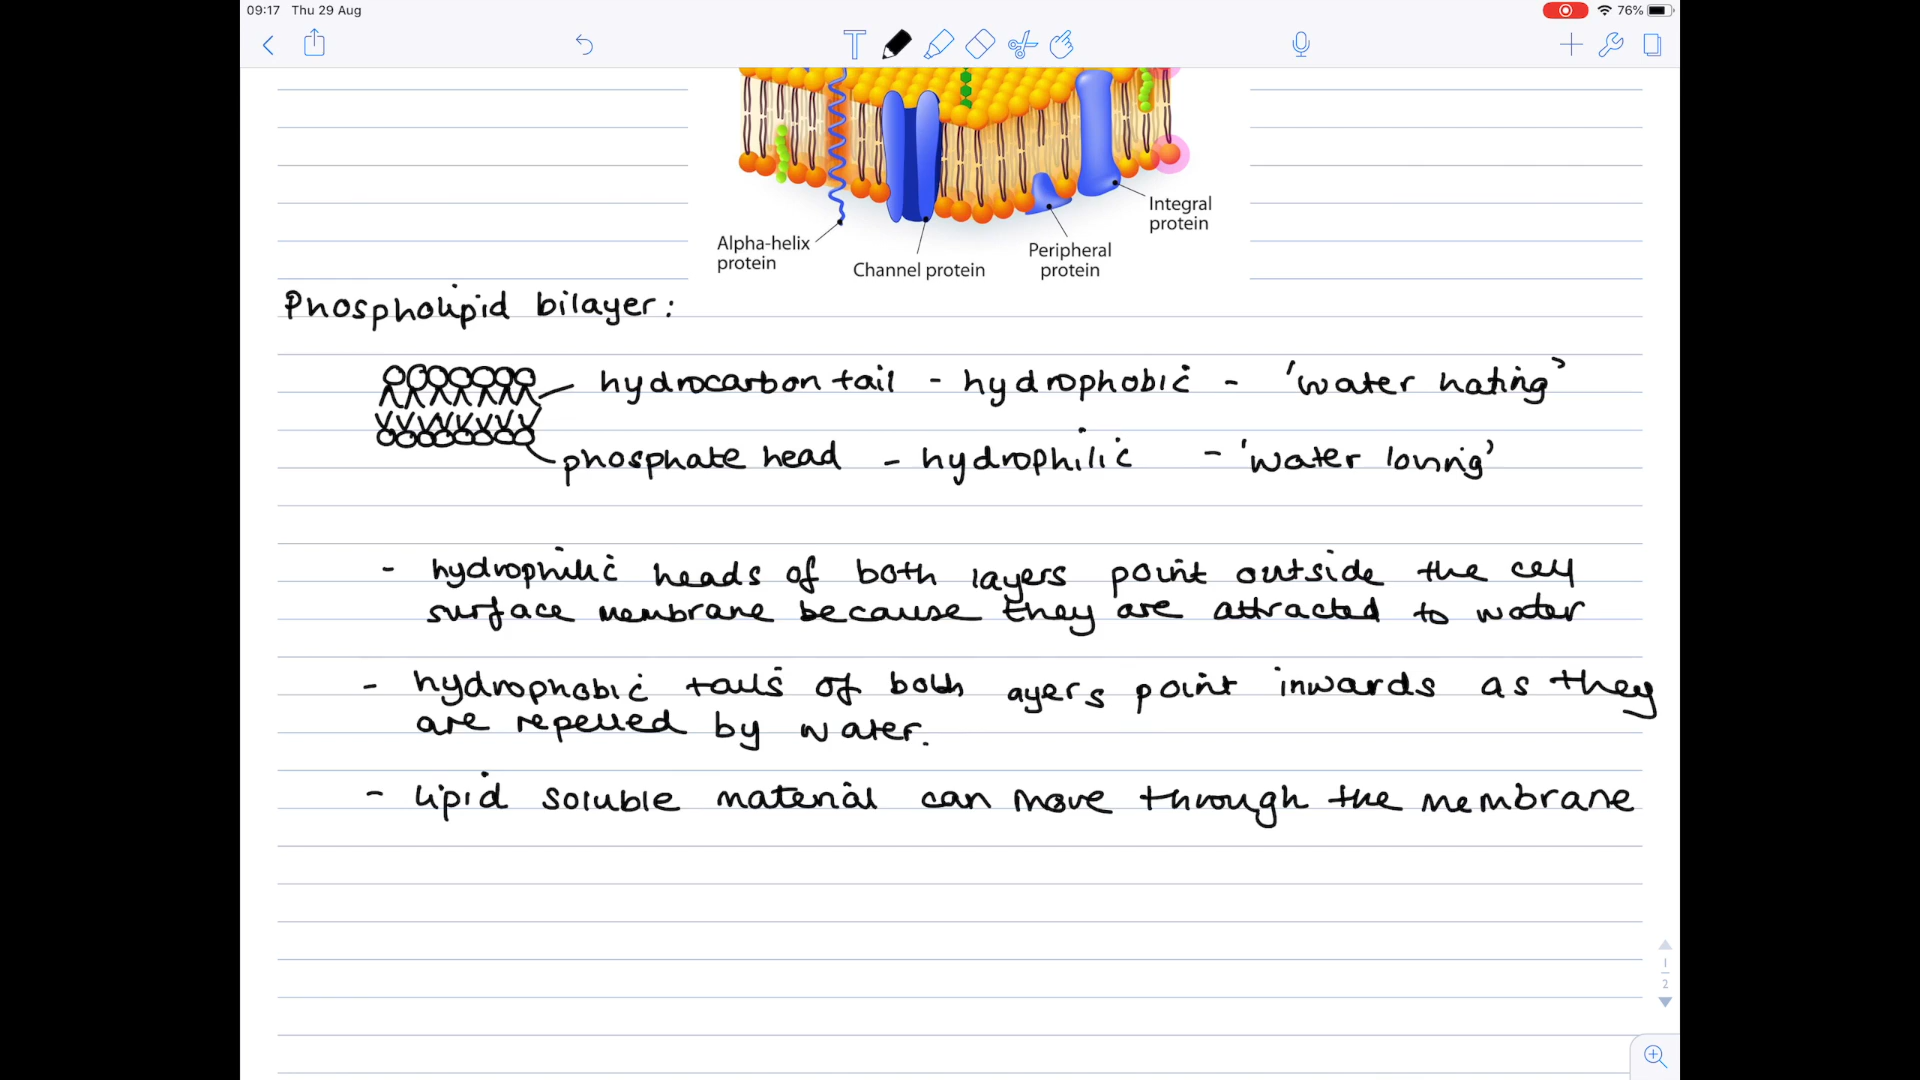 09:17 Thu 29 Aug
76%
T
Integral
protein
Alpha-helix
protein
Peripheral
protein
Channel protein
Phospholipid bilayer:
hydrocarbon tail - hydrophobic - 'water hating'
phosphate head - hydrophilic - 'water loving'
- hydrophilic heads of both layers point outside the cell
surface membrane because they are attracted to water
- hydrophobic tails of both ayers point inwards as they
are repelled by water.
- lipid soluble material can move through the membrane
1
2